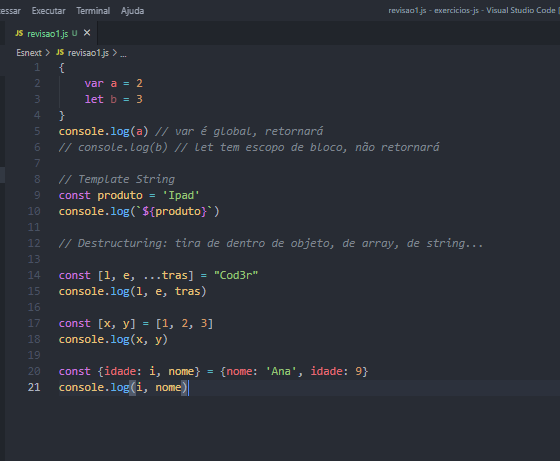 essar Executar Terminal Ajuda revisao1.js - exercicios-js - Visual Studio Code [
JS revisao1.js U ×
Esnext > JS revisao1.js > ...
1 {
2 var a = 2
3 let b = 3
4 }
5 console.log(a) // var é global, retornará
6 // console.log(b) // let tem escopo de bloco, não retornará
7
8 // Template String
9 const produto = 'Ipad'
10 console.log(`${produto}`)
11
12 // Destructuring: tira de dentro de objeto, de array, de string...
13
14 const [l, e, ...tras] = "Cod3r"
15 console.log(l, e, tras)
16
17 const [x, y] = [1, 2, 3]
18 console.log(x, y)
19
20 const {idade: i, nome} = {nome: 'Ana', idade: 9}
21 console.log(i, nome)